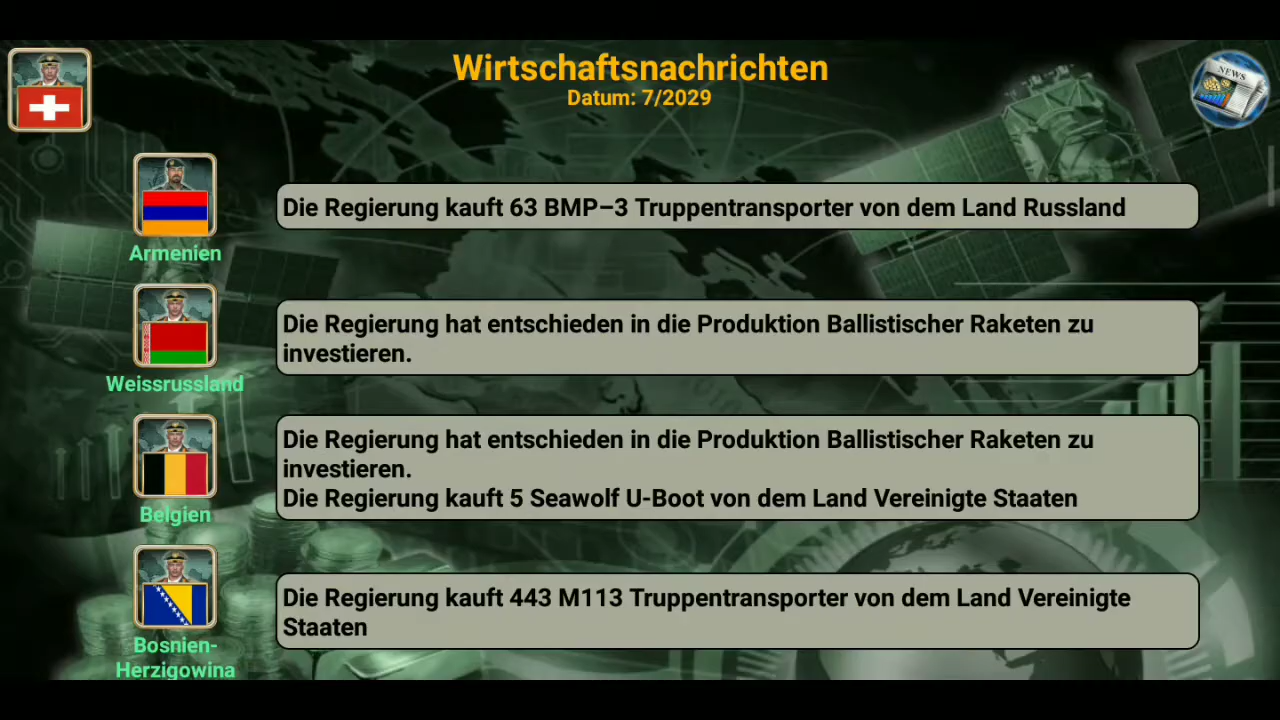 Wirtschaftsnachrichten
Datum: 7/2029
NEWS
Die Regierung kauft 63 BMP–3 Truppentransporter von dem Land Russland
Armenien
Die Regierung hat entschieden in die Produktion Ballistischer Raketen zu
investieren.
Weissrussland
Die Regierung hat entschieden in die Produktion Ballistischer Raketen zu
investieren.
Die Regierung kauft 5 Seawolf U-Boot von dem Land Vereinigte Staaten
Belgien
Die Regierung kauft 443 M113 Truppentransporter von dem Land Vereinigte
Staaten
Bosnien-
Herzigowina